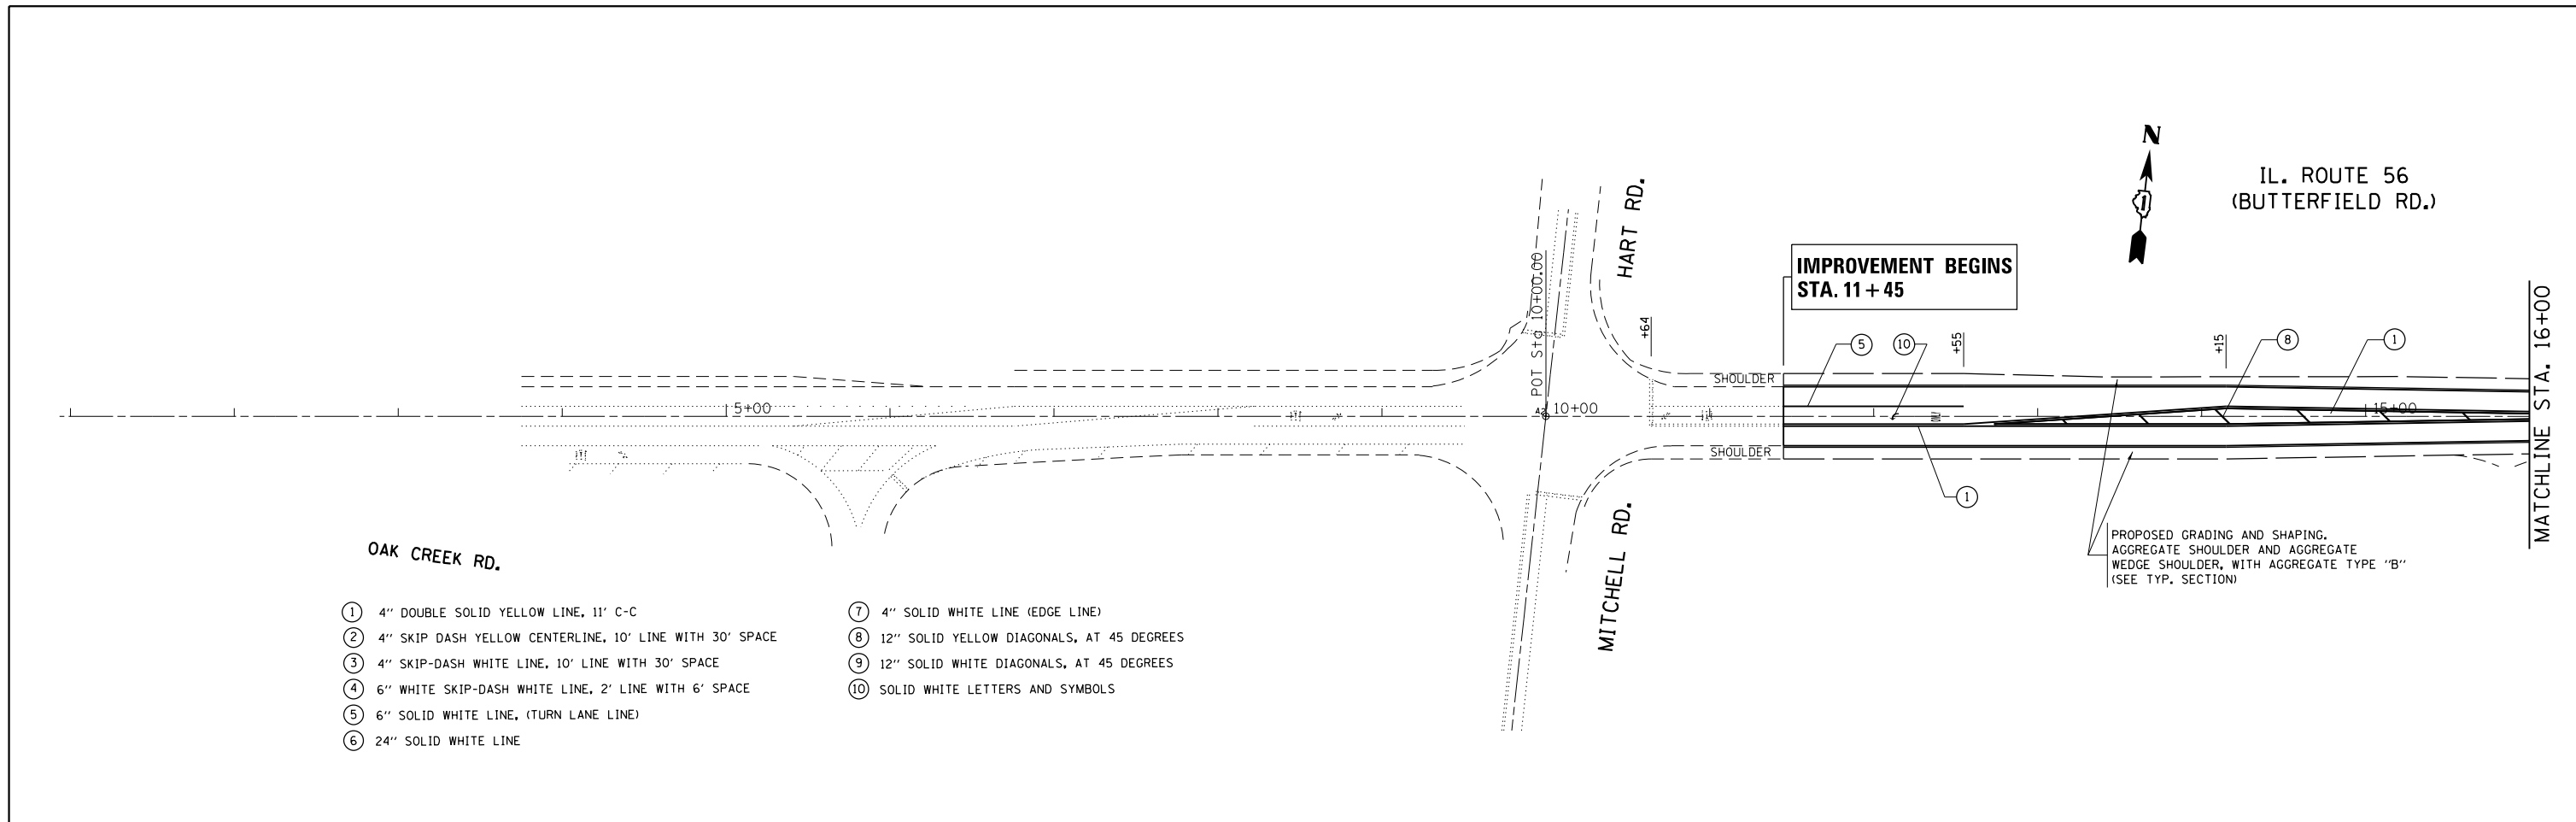 N
IL. ROUTE 56
(BUTTERFIELD RD.)
HART RD.
POT Sta 10+00.00
IMPROVEMENT BEGINS
STA. 11+45
MATCHLINE STA. 16+00
+64
5
10
+55
+15
8
1
SHOULDER
5+00
10+00
15+00
SHOULDER
1
MITCHELL RD.
PROPOSED GRADING AND SHAPING.
AGGREGATE SHOULDER AND AGGREGATE
WEDGE SHOULDER, WITH AGGREGATE TYPE "B"
(SEE TYP. SECTION)
OAK CREEK RD.
1 4" DOUBLE SOLID YELLOW LINE, 11' C-C
2 4" SKIP DASH YELLOW CENTERLINE, 10' LINE WITH 30' SPACE
3 4" SKIP-DASH WHITE LINE, 10' LINE WITH 30' SPACE
4 6" WHITE SKIP-DASH WHITE LINE, 2' LINE WITH 6' SPACE
5 6" SOLID WHITE LINE, (TURN LANE LINE)
6 24" SOLID WHITE LINE
7 4" SOLID WHITE LINE (EDGE LINE)
8 12" SOLID YELLOW DIAGONALS, AT 45 DEGREES
9 12" SOLID WHITE DIAGONALS, AT 45 DEGREES
10 SOLID WHITE LETTERS AND SYMBOLS